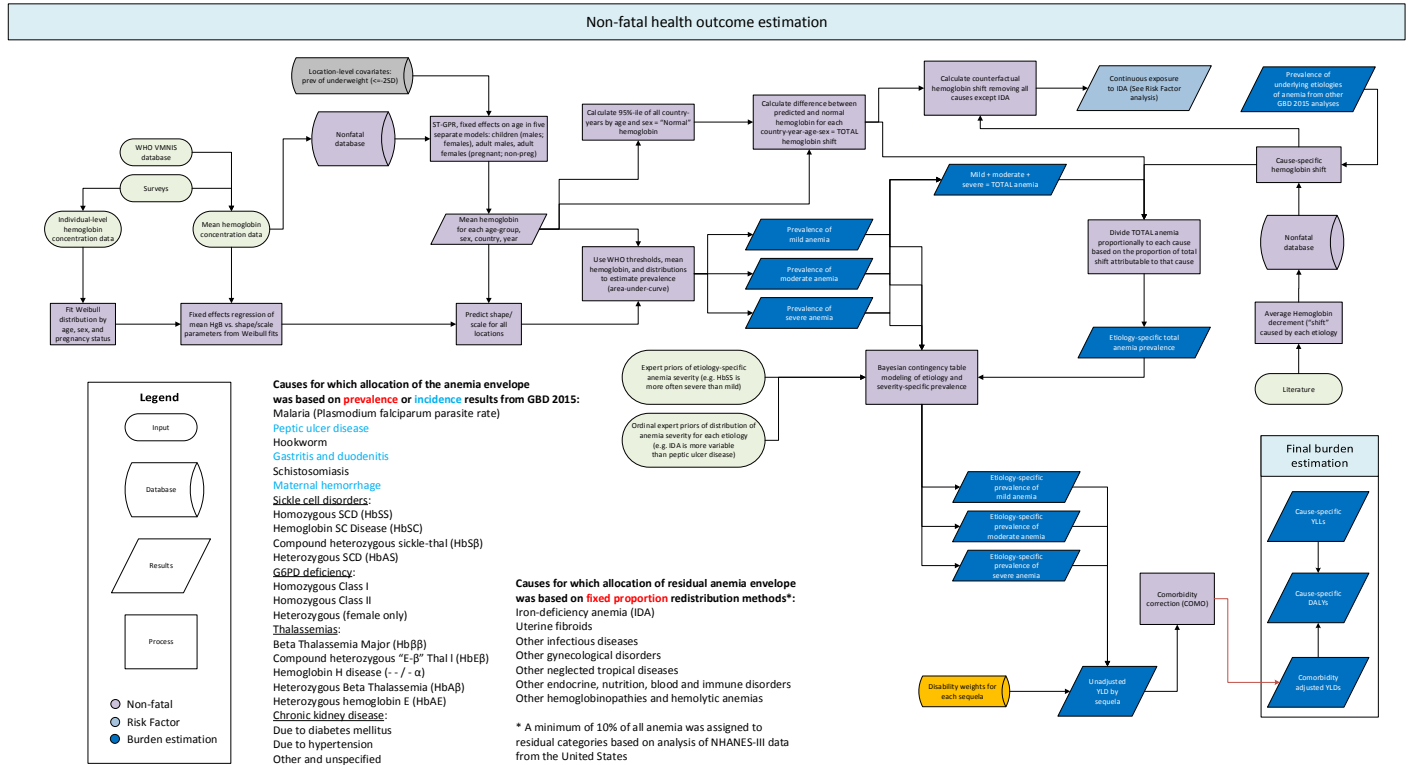 Non-fatal health outcome estimation
Location-level covariates:
prev of underweight (<=-2SD)
Nonfatal
database
ST-GPR, fixed effects on age in five
separate models: children (males;
females), adult males, adult
females (pregnant; non-preg)
Calculate 95%-ile of all country-
years by age and sex = “Normal”
hemoglobin
Calculate difference between
predicted and normal
hemoglobin for each
country-year-age-sex = TOTAL
hemoglobin shift
Calculate counterfactual
hemoglobin shift removing all
causes except IDA
Continuous exposure
to IDA (See Risk Factor
analysis)
Prevalence of
underlying etiologies
of anemia from other
GBD 2015 analyses
WHO VMNIS
database
Surveys
Individual-level
hemoglobin
concentration data
Mean hemoglobin
concentration data
Mean hemoglobin
for each age-group,
sex, country, year
Mild + moderate +
severe = TOTAL anemia
Cause-specific
hemoglobin shift
Use WHO thresholds, mean
hemoglobin, and distributions
to estimate prevalence
(area-under-curve)
Prevalence of
mild anemia
Prevalence of
moderate anemia
Prevalence of
severe anemia
Divide TOTAL anemia
proportionally to each cause
based on the proportion of total
shift attributable to that cause
Nonfatal
database
Fit Weibull
distribution by
age, sex, and
pregnancy status
Fixed effects regression of
mean HgB vs. shape/scale
parameters from Weibull fits
Predict shape/
scale for all
locations
Average Hemoglobin
decrement (“shift”
caused by each etiology
Etiology-specific total
anemia prevalence
Literature
Expert priors of etiology-specific
anemia severity (e.g. HbSS is
more often severe than mild)
Bayesian contingency table
modeling of etiology and
severity-specific prevalence
Ordinal expert priors of distribution of
anemia severity for each etiology
(e.g. IDA is more variable
than peptic ulcer disease)
Legend
Input
Database
Results
Process
Non-fatal
Risk Factor
Burden estimation
Causes for which allocation of the anemia envelope
was based on prevalence or incidence results from GBD 2015:
Malaria (Plasmodium falciparum parasite rate)
Peptic ulcer disease
Hookworm
Gastritis and duodenitis
Schistosomiasis
Maternal hemorrhage
Sickle cell disorders:
Homozygous SCD (HbSS)
Hemoglobin SC Disease (HbSC)
Compound heterozygous sickle-thal (HbSβ)
Heterozygous SCD (HbAS)
G6PD deficiency:
Homozygous Class I
Homozygous Class II
Heterozygous (female only)
Thalassemias:
Beta Thalassemia Major (Hbββ)
Compound heterozygous “E-β” Thal l (HbEβ)
Hemoglobin H disease (- - / - α)
Heterozygous Beta Thalassemia (HbAβ)
Heterozygous hemoglobin E (HbAE)
Chronic kidney disease:
Due to diabetes mellitus
Due to hypertension
Other and unspecified
Causes for which allocation of residual anemia envelope
was based on fixed proportion redistribution methods*:
Iron-deficiency anemia (IDA)
Uterine fibroids
Other infectious diseases
Other gynecological disorders
Other neglected tropical diseases
Other endocrine, nutrition, blood and immune disorders
Other hemoglobinopathies and hemolytic anemias
* A minimum of 10% of all anemia was assigned to
residual categories based on analysis of NHANES-III data
from the United States
Etiology-specific
prevalence of
mild anemia
Etiology-specific
prevalence of
moderate anemia
Etiology-specific
prevalence of
severe anemia
Disability weights for
each sequela
Unadjusted
YLD by
sequela
Comorbidity
correction (COMO)
Final burden
estimation
Cause-specific
YLLs
Cause-specific
DALYs
Comorbidity
adjusted YLDs